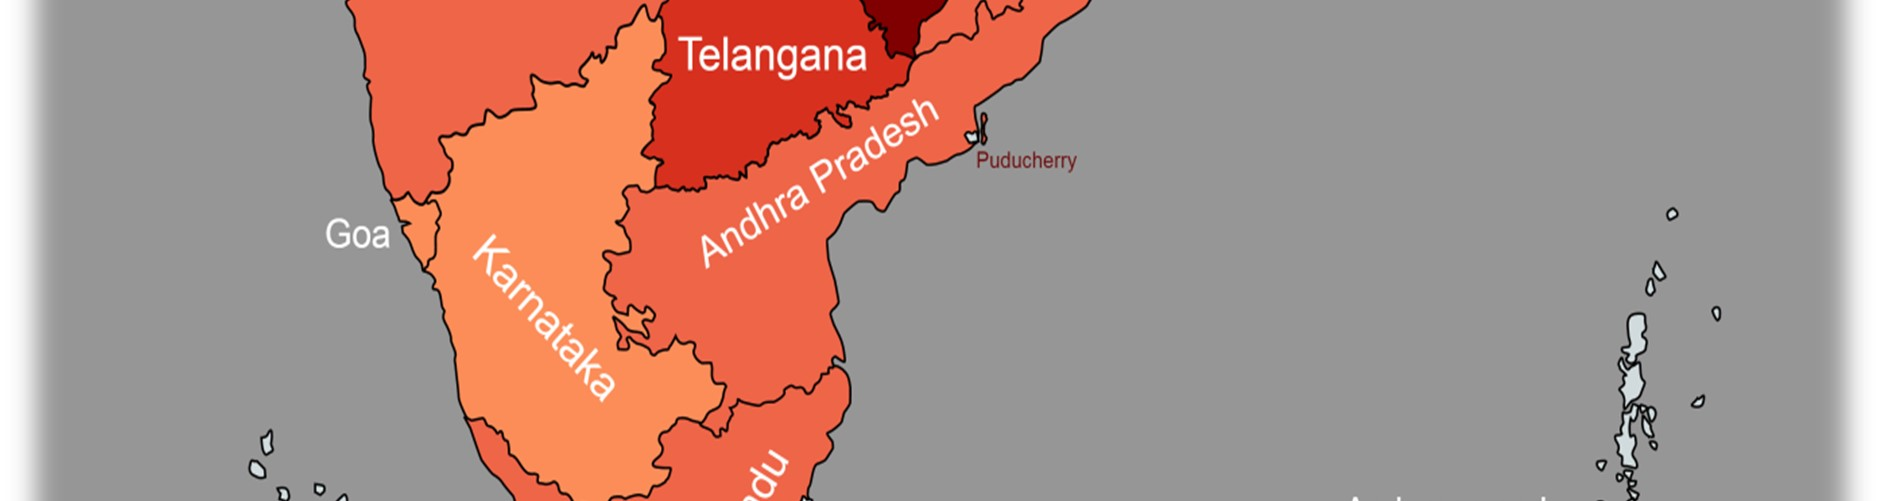 Telangana
Andhra Pradesh
Puducherry
Goa
Karnataka